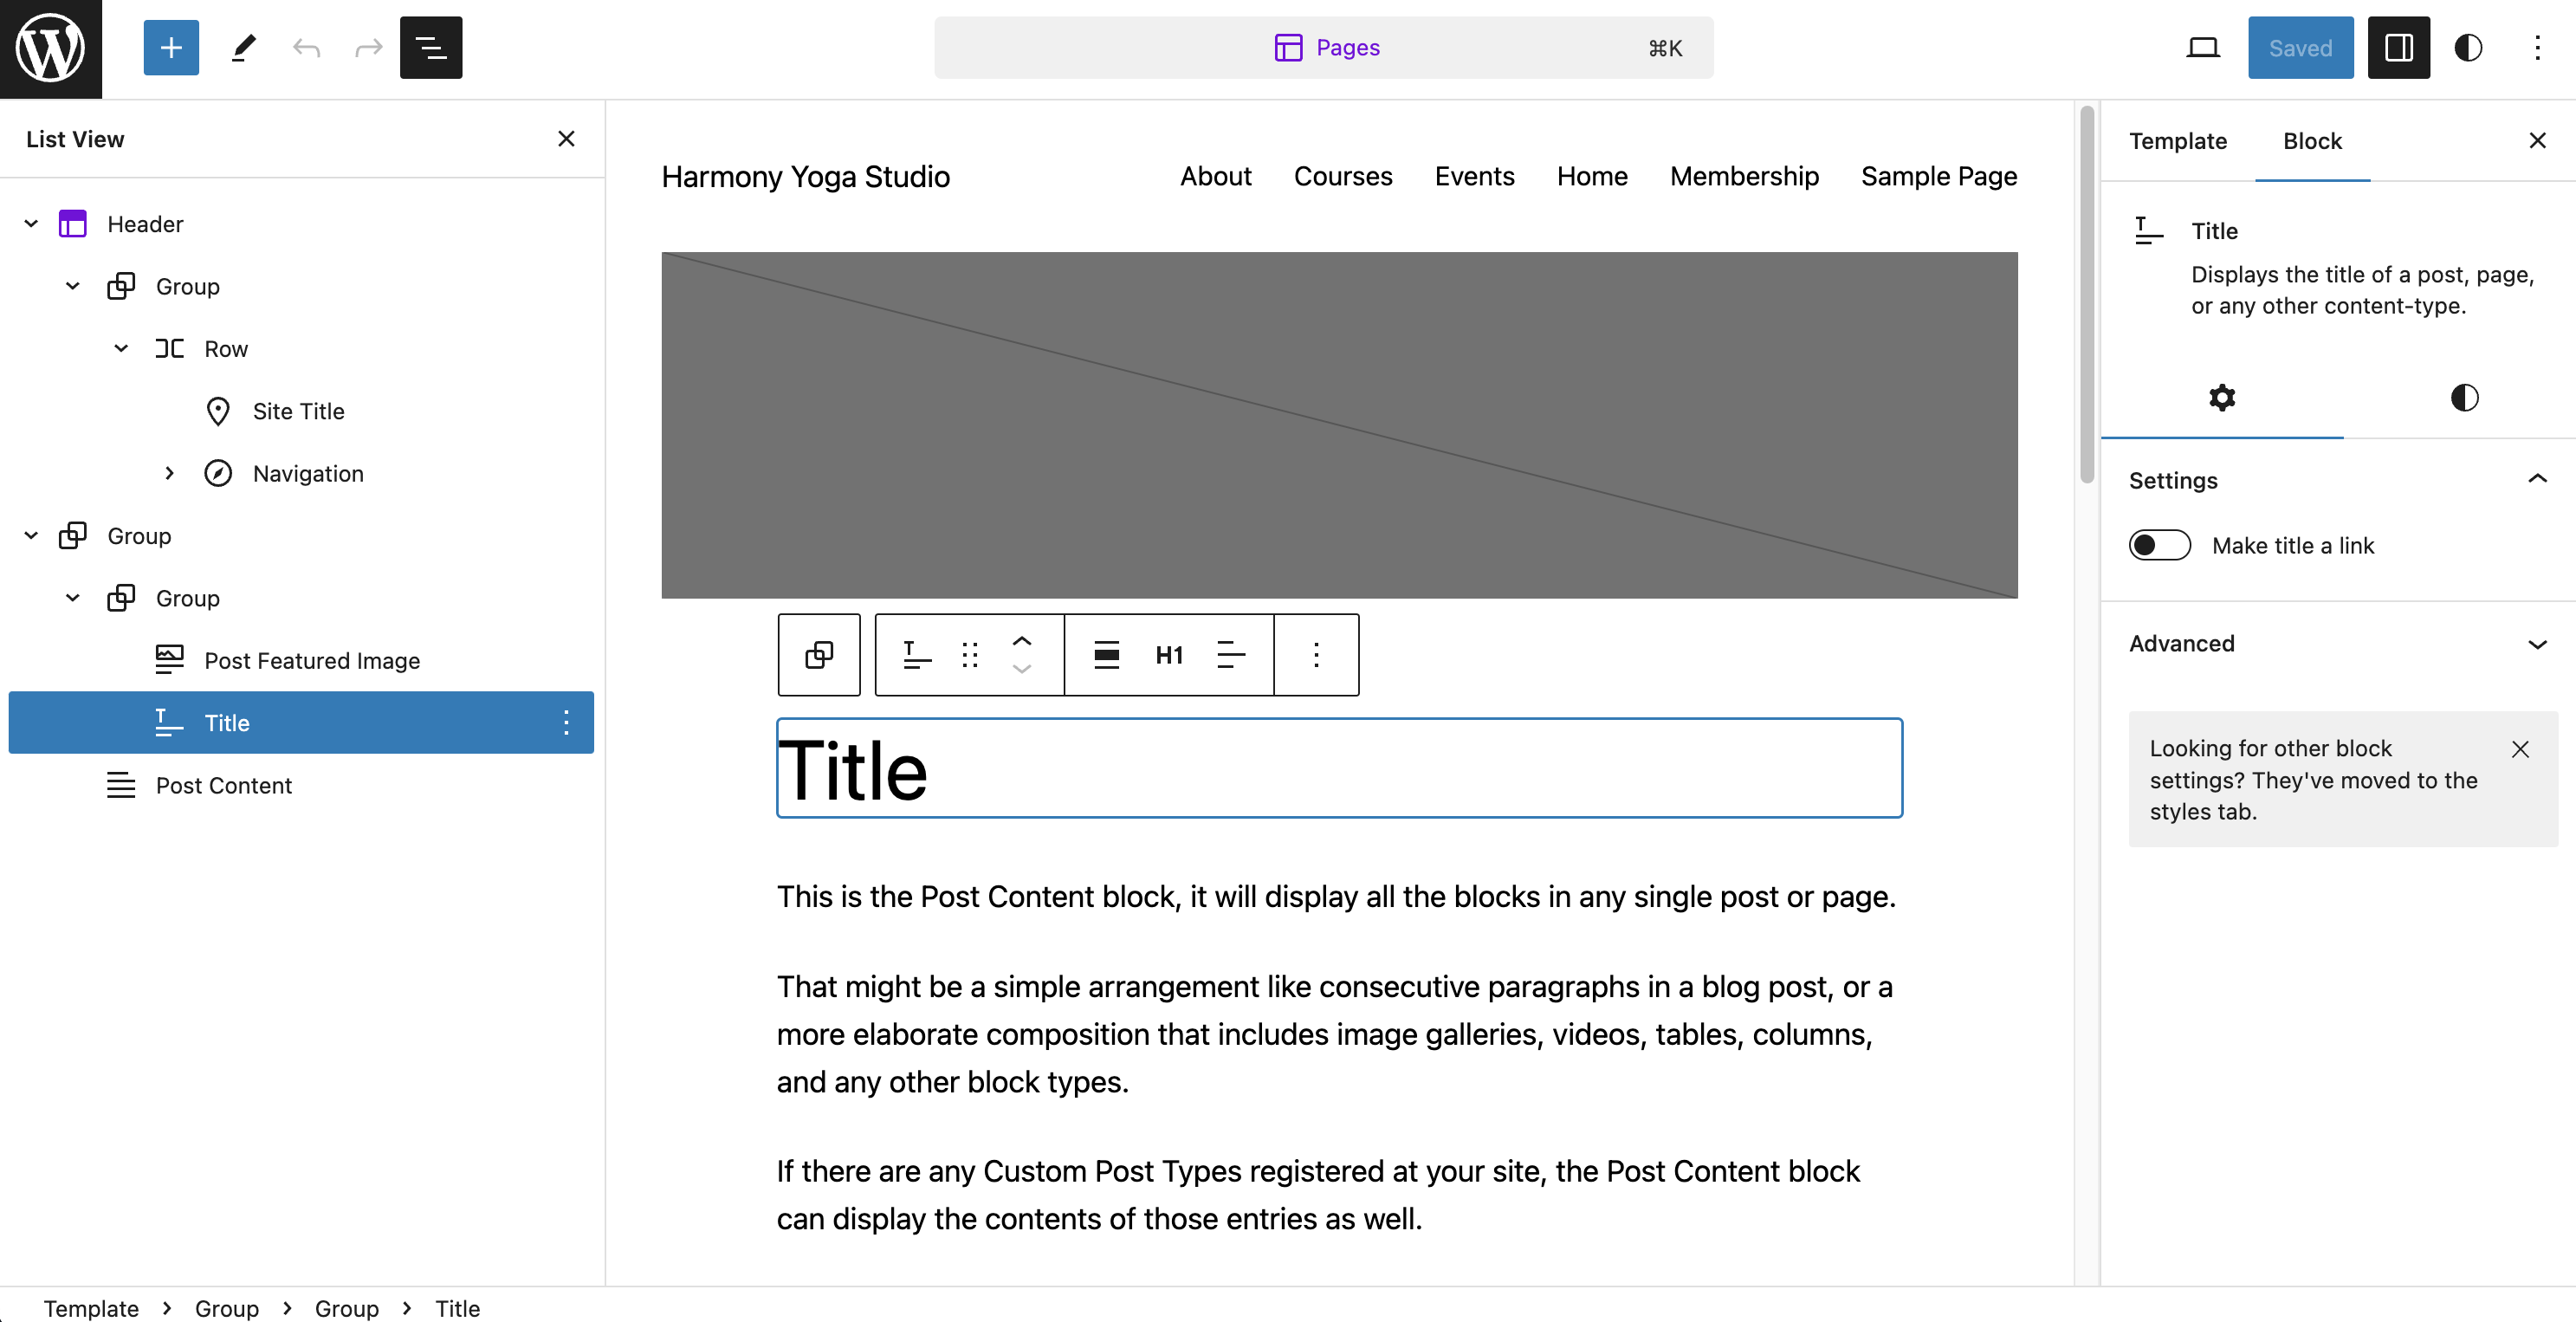 Pages
⌘K
Saved
List View
Header
Group
Row
Site Title
Navigation
Group
Group
Post Featured Image
Title
Post Content
Harmony Yoga Studio
About
Courses
Events
Home
Membership
Sample Page
H1
Title
This is the Post Content block, it will display all the blocks in any single post or page.
That might be a simple arrangement like consecutive paragraphs in a blog post, or a
more elaborate composition that includes image galleries, videos, tables, columns,
and any other block types.
If there are any Custom Post Types registered at your site, the Post Content block
can display the contents of those entries as well.
Template
Block
Title
Displays the title of a post, page,
or any other content-type.
Settings
Make title a link
Advanced
Looking for other block
settings? They've moved to the
styles tab.
Template > Group > Group > Title